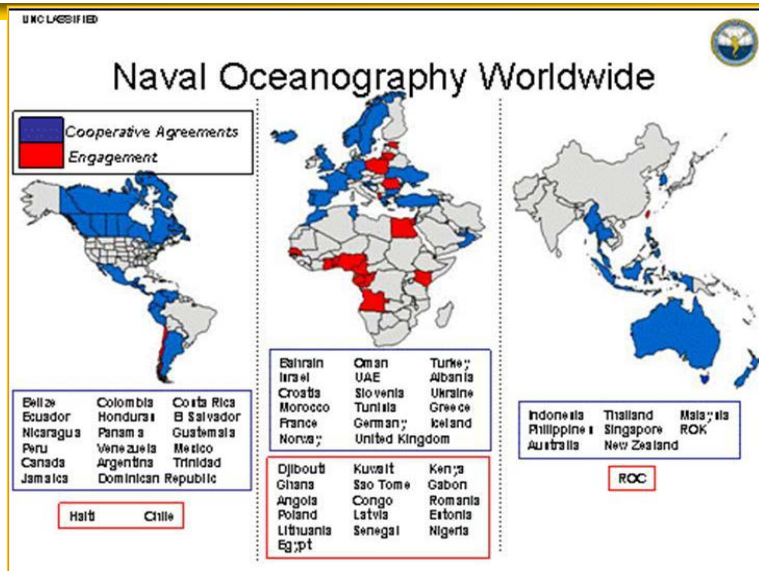 UNCLASSIFIED
Naval Oceanography Worldwide
Cooperative Agreements
Engagement
Belize Colombia Costa Rica
Ecuador Honduras El Salvador
Nicaragua Panama Guatemala
Peru Venezuela Mexico
Canada Argentina Trinidad
Jamaica Dominican Republic
Haiti Chile
Bahrain Oman Turkey
Israel UAE Albania
Croatia Slovenia Ukraine
Morocco Tunisia Greece
France Germany Iceland
Norway United Kingdom
Djibouti Kuwait Kenya
Ghana Sao Tome Gabon
Angola Congo Romania
Poland Latvia Estonia
Lithuania Senegal Nigeria
Egypt
Indonesia Thailand Malaysia
Philippines Singapore ROK
Australia New Zealand
ROC